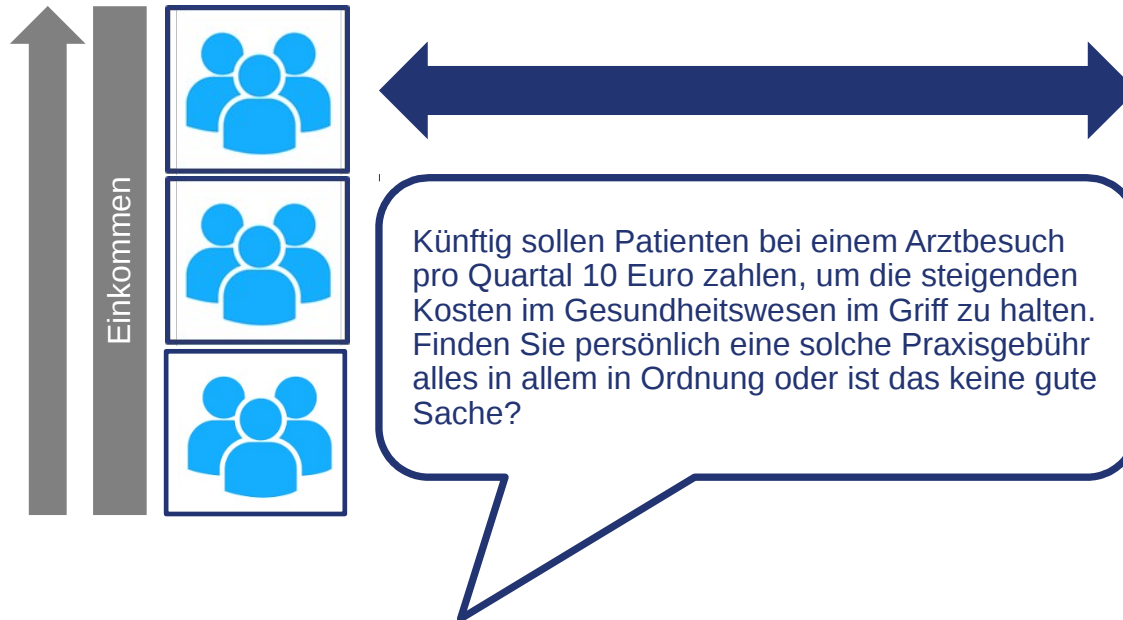 Einkommen
Künftig sollen Patienten bei einem Arztbesuch
pro Quartal 10 Euro zahlen, um die steigenden
Kosten im Gesundheitswesen im Griff zu halten.
Finden Sie persönlich eine solche Praxisgebühr
alles in allem in Ordnung oder ist das keine gute
Sache?